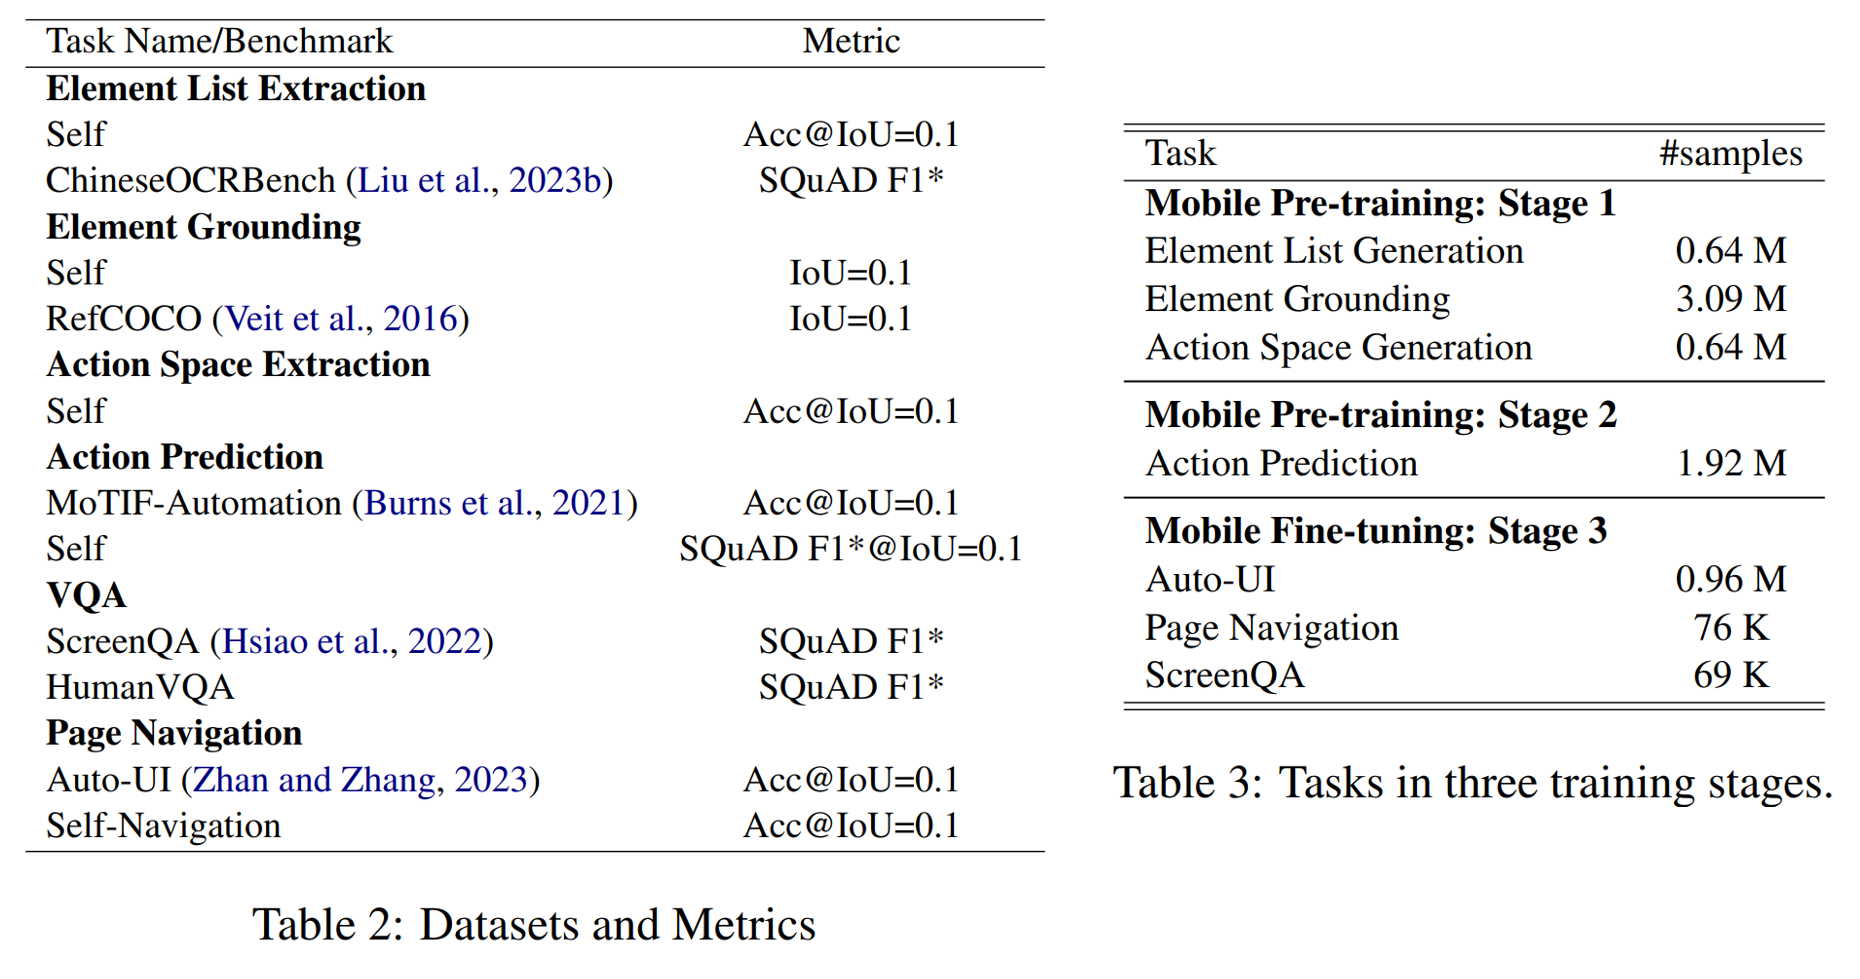 Task Name/Benchmark Metric
Element List Extraction
Self Acc@IoU=0.1
ChineseOCRBench (Liu et al., 2023b) SQuAD F1*
Element Grounding
Self IoU=0.1
RefCOCO (Veit et al., 2016) IoU=0.1
Action Space Extraction
Self Acc@IoU=0.1
Action Prediction
MoTIF-Automation (Burns et al., 2021) Acc@IoU=0.1
Self SQuAD F1*@IoU=0.1
VQA
ScreenQA (Hsiao et al., 2022) SQuAD F1*
HumanVQA SQuAD F1*
Page Navigation
Auto-UI (Zhan and Zhang, 2023) Acc@IoU=0.1
Self-Navigation Acc@IoU=0.1
Table 2: Datasets and Metrics
Task #samples
Mobile Pre-training: Stage 1
Element List Generation 0.64 M
Element Grounding 3.09 M
Action Space Generation 0.64 M
Mobile Pre-training: Stage 2
Action Prediction 1.92 M
Mobile Fine-tuning: Stage 3
Auto-UI 0.96 M
Page Navigation 76 K
ScreenQA 69 K
Table 3: Tasks in three training stages.